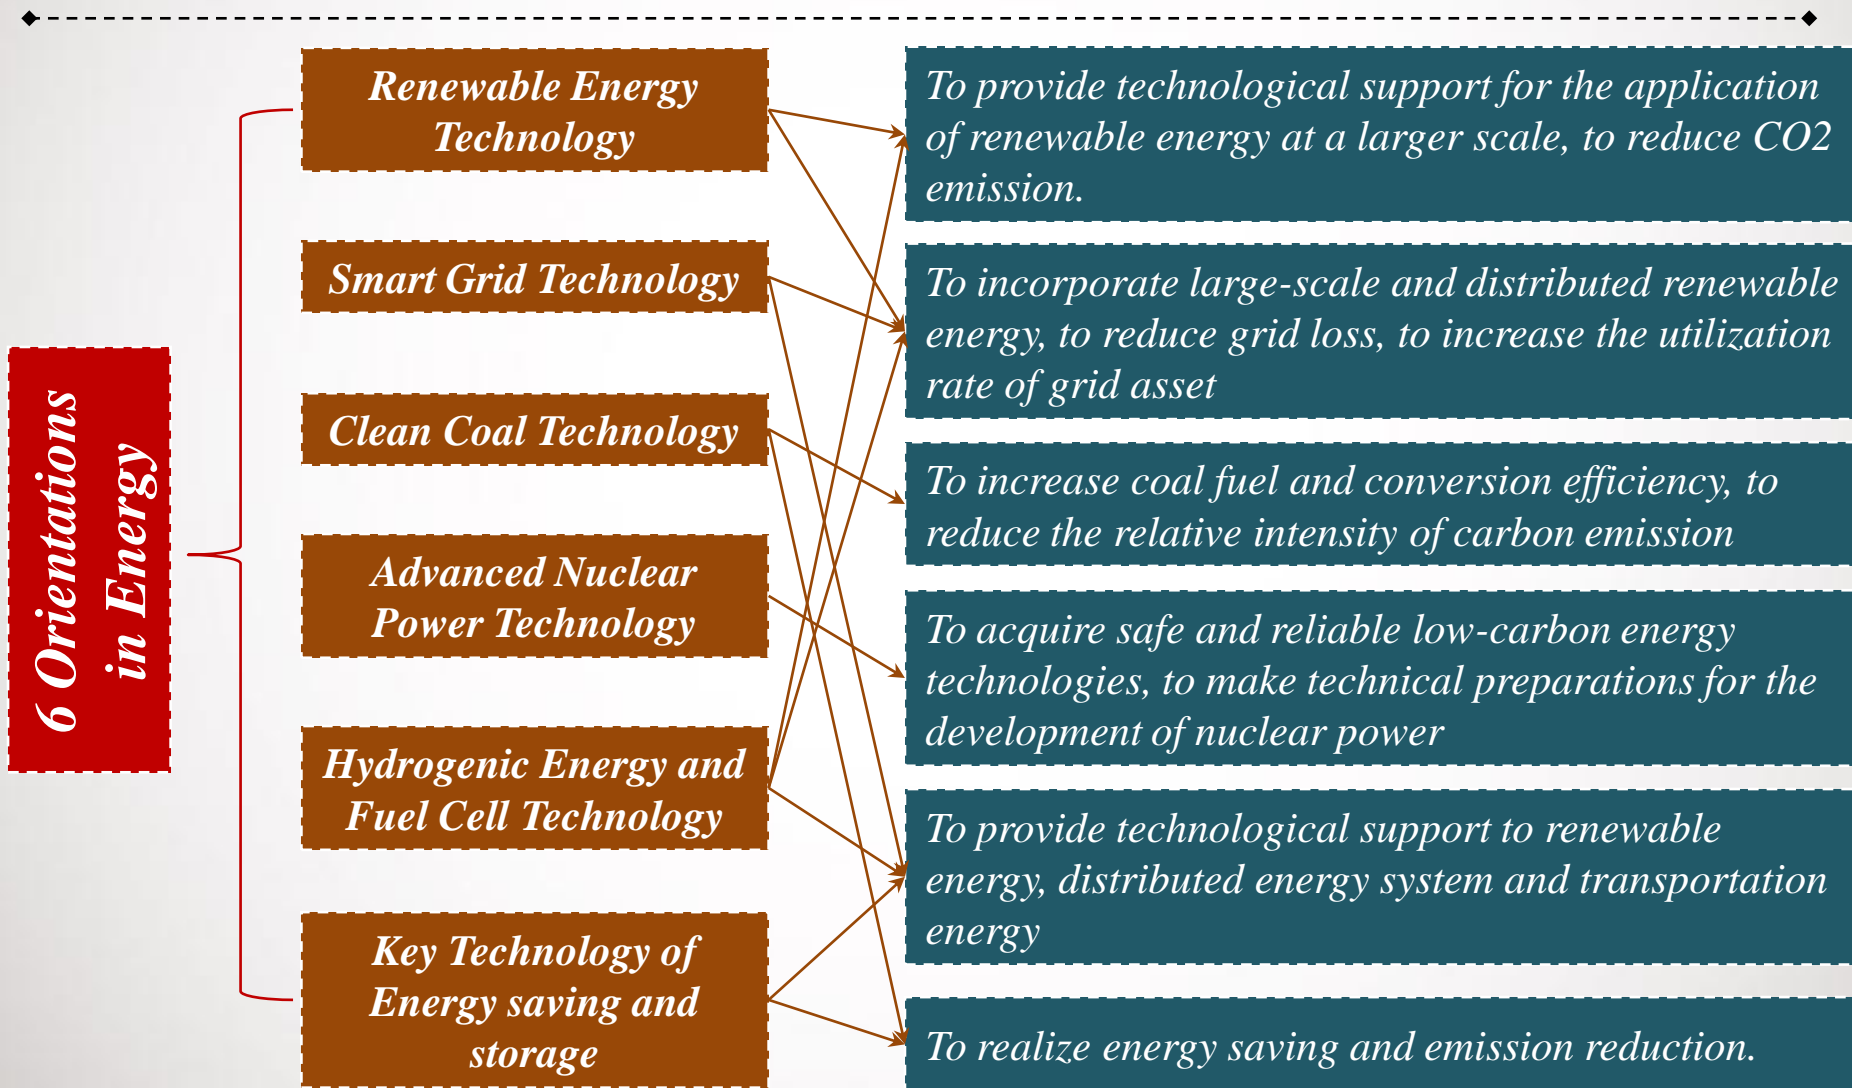 6 Orientations
in Energy
Renewable Energy
Technology
Smart Grid Technology
Clean Coal Technology
Advanced Nuclear
Power Technology
Hydrogenic Energy and
Fuel Cell Technology
Key Technology of
Energy saving and
storage
To provide technological support for the application
of renewable energy at a larger scale, to reduce CO2
emission.
To incorporate large-scale and distributed renewable
energy, to reduce grid loss, to increase the utilization
rate of grid asset
To increase coal fuel and conversion efficiency, to
reduce the relative intensity of carbon emission
To acquire safe and reliable low-carbon energy
technologies, to make technical preparations for the
development of nuclear power
To provide technological support to renewable
energy, distributed energy system and transportation
energy
To realize energy saving and emission reduction.